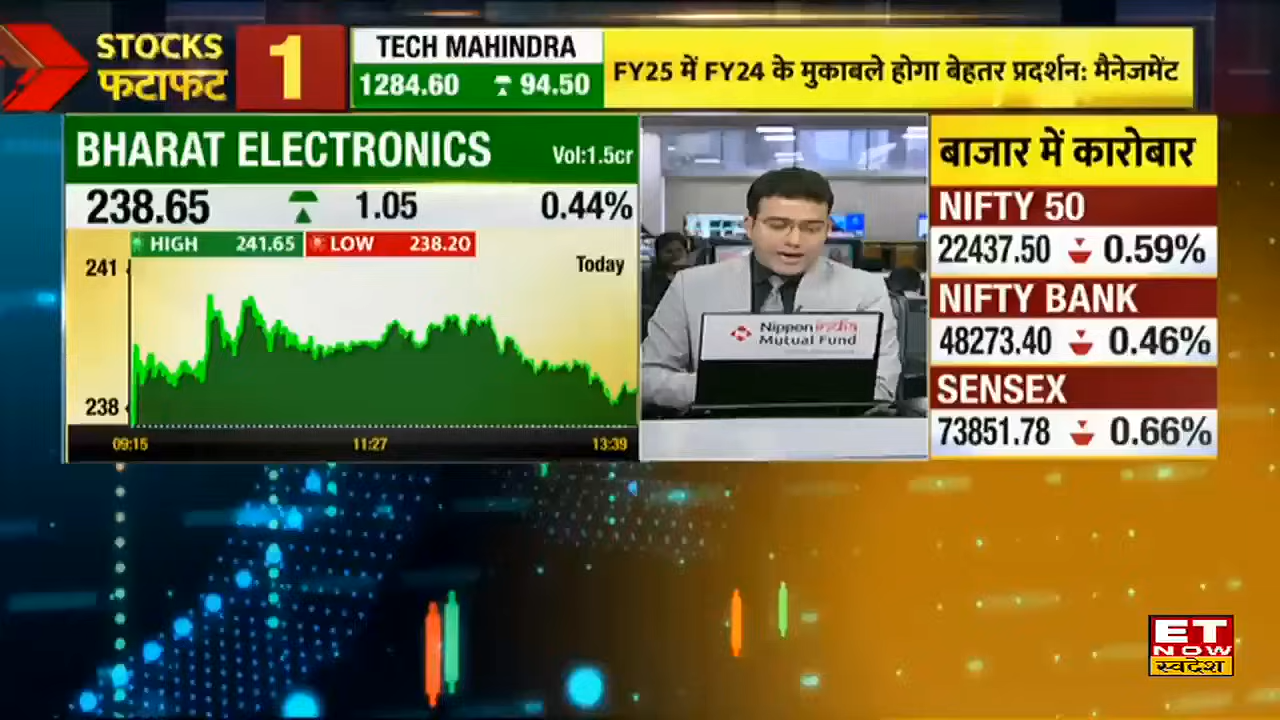 STOCKS
फटाफट
1
TECH MAHINDRA
1284.60 94.50
FY25 में FY24 के मुकाबले होगा बेहतर प्रदर्शन: मैनेजमेंट
BHARAT ELECTRONICS Vol:1.5cr
238.65 1.05 0.44%
HIGH 241.65 LOW 238.20
Today
241
238
09:15 11:27 13:39
Nippon india
Mutual Fund
बाजार में कारोबार
NIFTY 50
22437.50 0.59%
NIFTY BANK
48273.40 0.46%
SENSEX
73851.78 0.66%
ET
NOW
स्वदेश